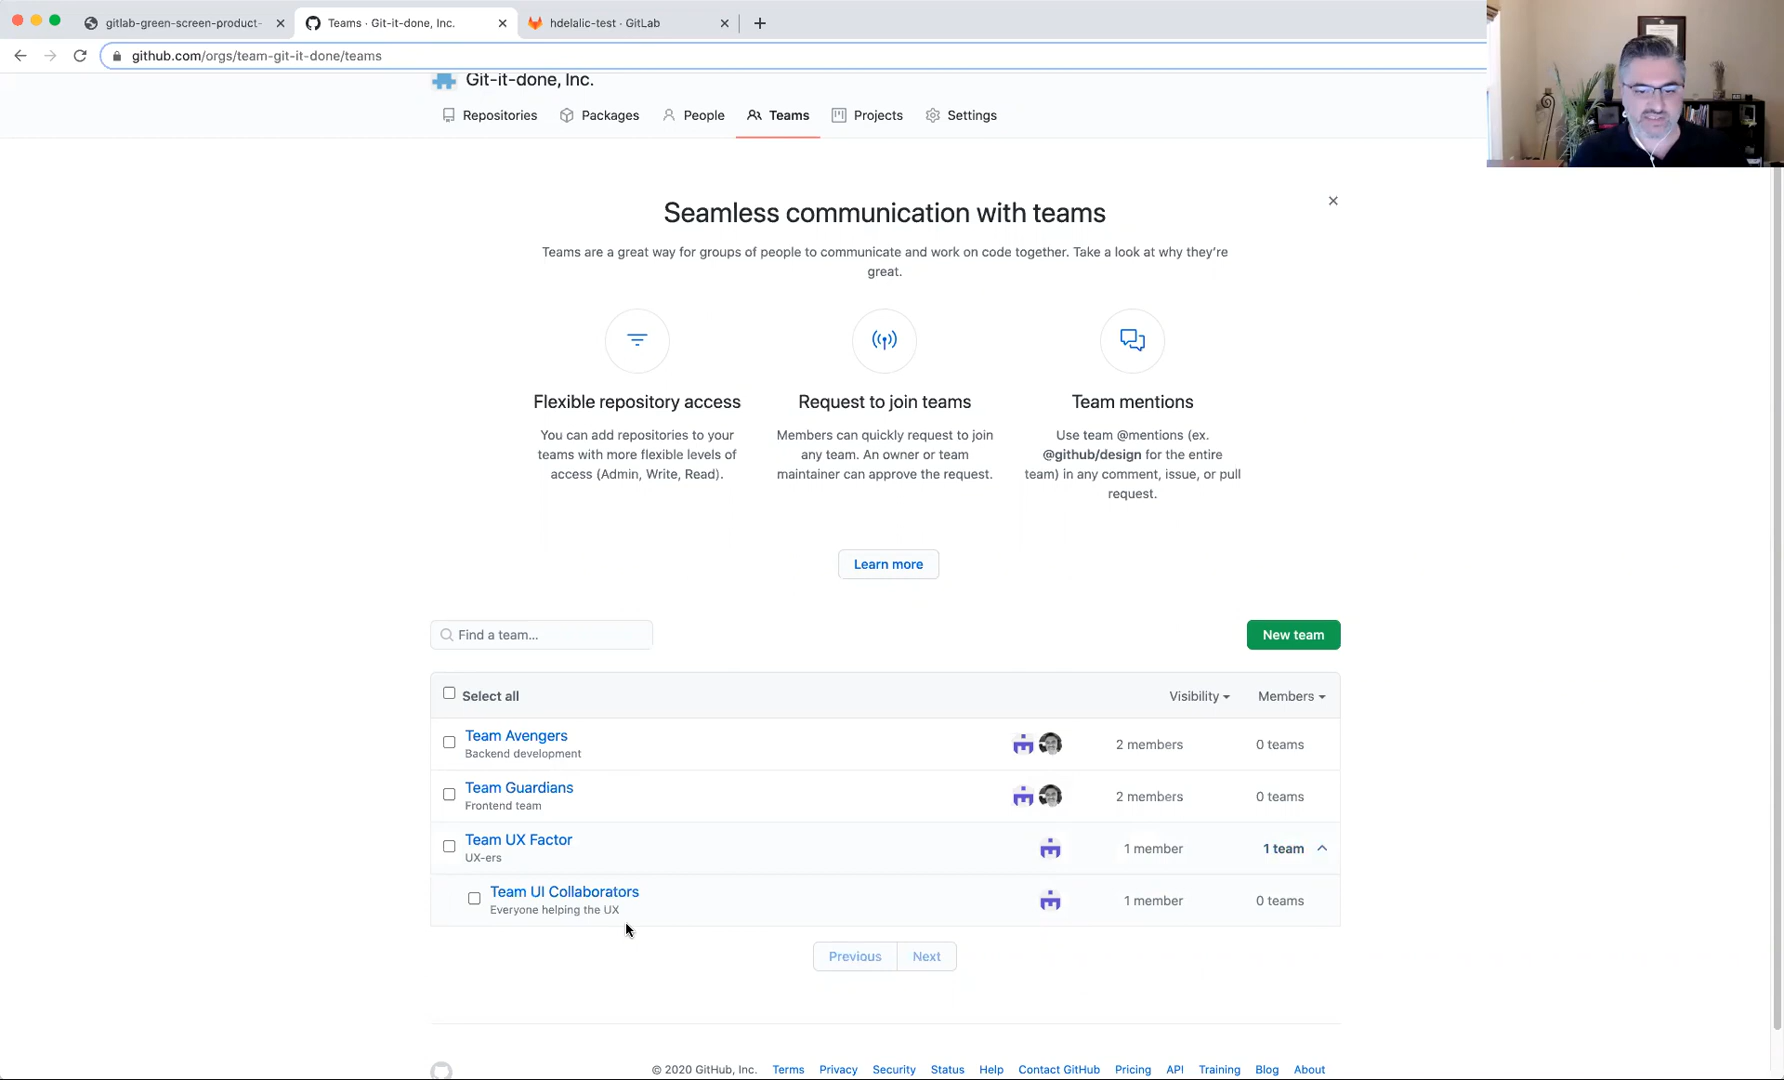 gitlab-green-screen-product-
Teams · Git-it-done, Inc.
hdelalic-test · GitLab
github.com/orgs/team-git-it-done/teams
Git-it-done, Inc.
Repositories
Packages
People
Teams
Projects
Settings
Seamless communication with teams
Teams are a great way for groups of people to communicate and work on code together. Take a look at why they're
great.
Flexible repository access
You can add repositories to your
teams with more flexible levels of
access (Admin, Write, Read).
Request to join teams
Members can quickly request to join
any team. An owner or team
maintainer can approve the request.
Team mentions
Use team @mentions (ex.
@github/design for the entire
team) in any comment, issue, or pull
request.
Learn more
Find a team...
New team
Select all
Visibility
Members
Team Avengers
Backend development
2 members
0 teams
Team Guardians
Frontend team
2 members
0 teams
Team UX Factor
UX-ers
1 member
1 team
Team UI Collaborators
Everyone helping the UX
1 member
0 teams
Previous
Next
© 2020 GitHub, Inc.
Terms
Privacy
Security
Status
Help
Contact GitHub
Pricing
API
Training
Blog
About